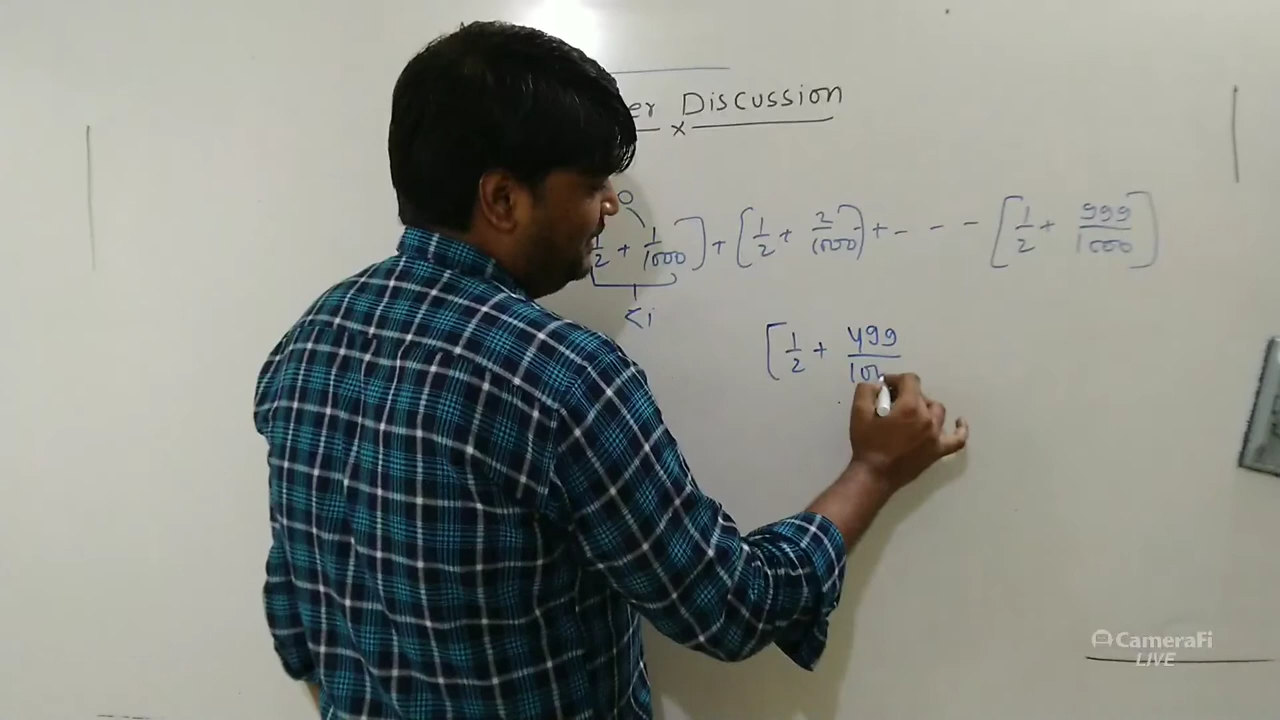 Discussion
x
0
1/2 + 1/1000 ] + [ 1/2 + 2/1000 ] + - - - [ 1/2 + 999/1000 ]
<1
[ 1/2 + 499/100
CameraFi
LIVE